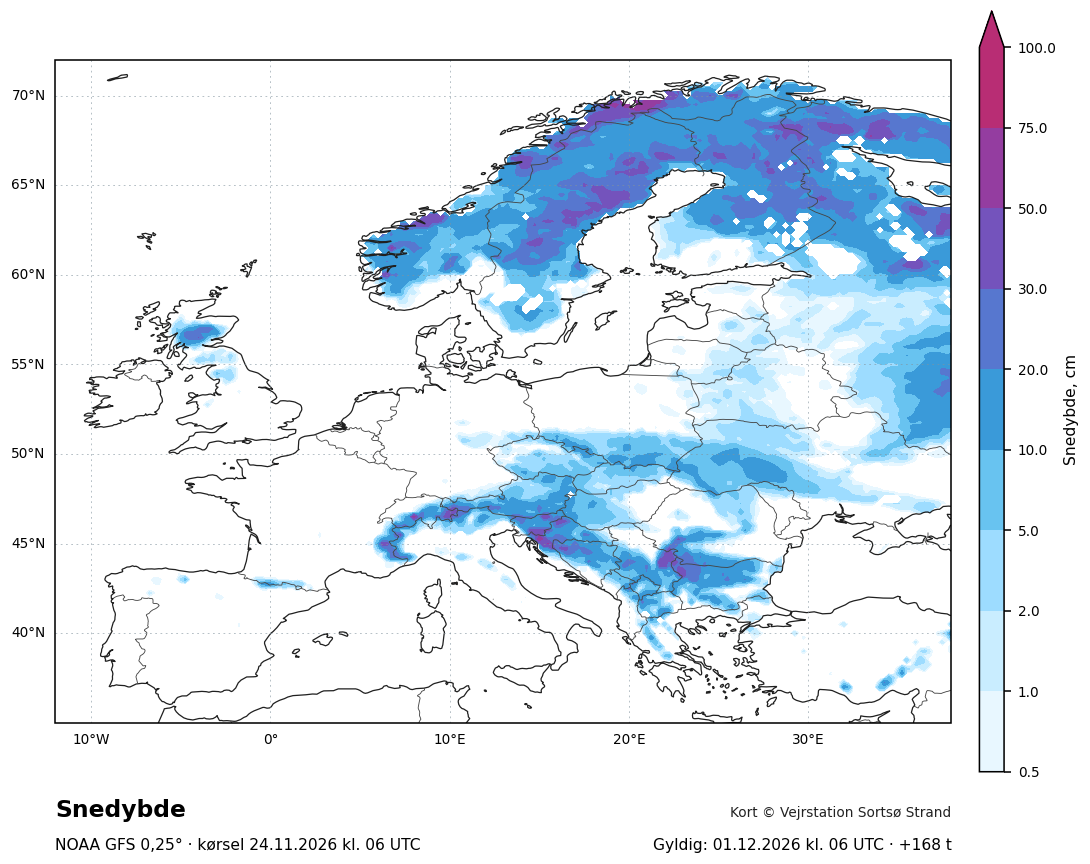 100.0
75.0
50.0
30.0
20.0
10.0
5.0
2.0
1.0
0.5
Snedybde, cm
70°N
65°N
60°N
55°N
50°N
45°N
40°N
10°W 0° 10°E 20°E 30°E
Snedybde
Kort © Vejrstation Sortsø Strand
NOAA GFS 0,25° · kørsel 24.11.2026 kl. 06 UTC
Gyldig: 01.12.2026 kl. 06 UTC · +168 t